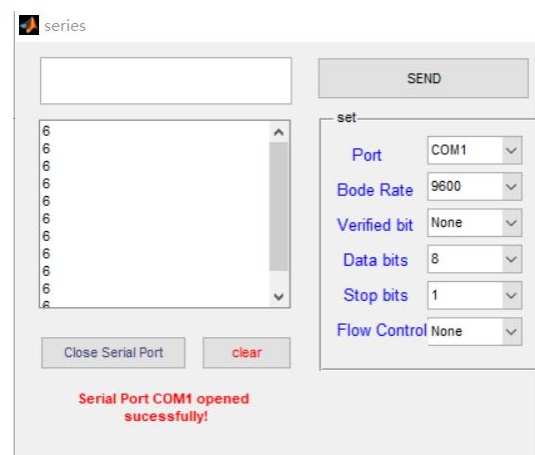 series
SEND
6
6
6
6
6
6
6
6
6
6
6
set
Port COM1
Bode Rate 9600
Verified bit None
Data bits 8
Stop bits 1
Flow Control None
Close Serial Port
clear
Serial Port COM1 opened
sucessfully!